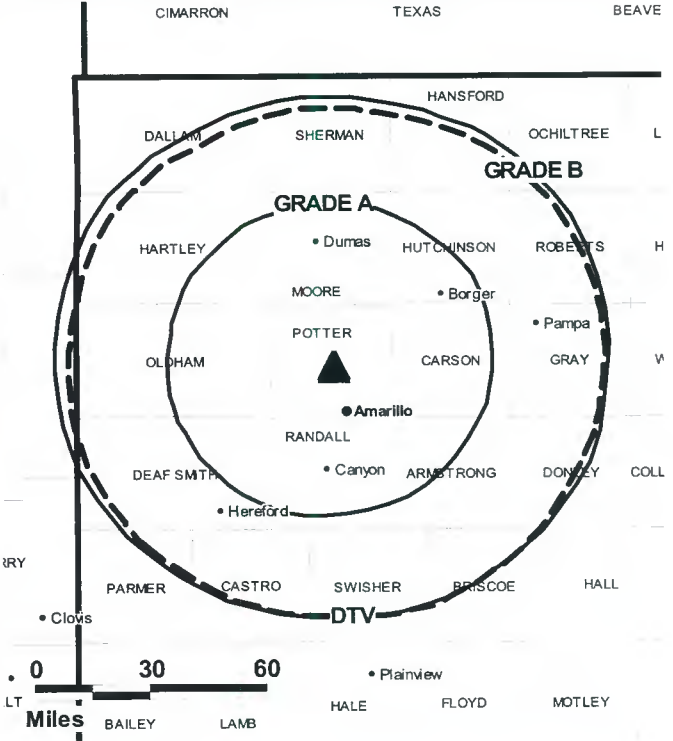 CIMARRON TEXAS BEAVE
HANSFORD
DALLAM SHERMAN OCHILTREE L
GRADE B
GRADE A
Dumas
HARTLEY HUTCHINSON ROBERTS H
MOORE Borger
Pampa
POTTER
OLDHAM CARSON GRAY W
Amarillo
RANDALL
Canyon
DEAF SMITH ARMSTRONG DONLEY COLL
Hereford
RRY
PARMER CASTRO SWISHER BRISCOE HALL
DTV
Clovis
0 30 60
Plainview
LT
HALE FLOYD MOTLEY
Miles BAILEY LAMB